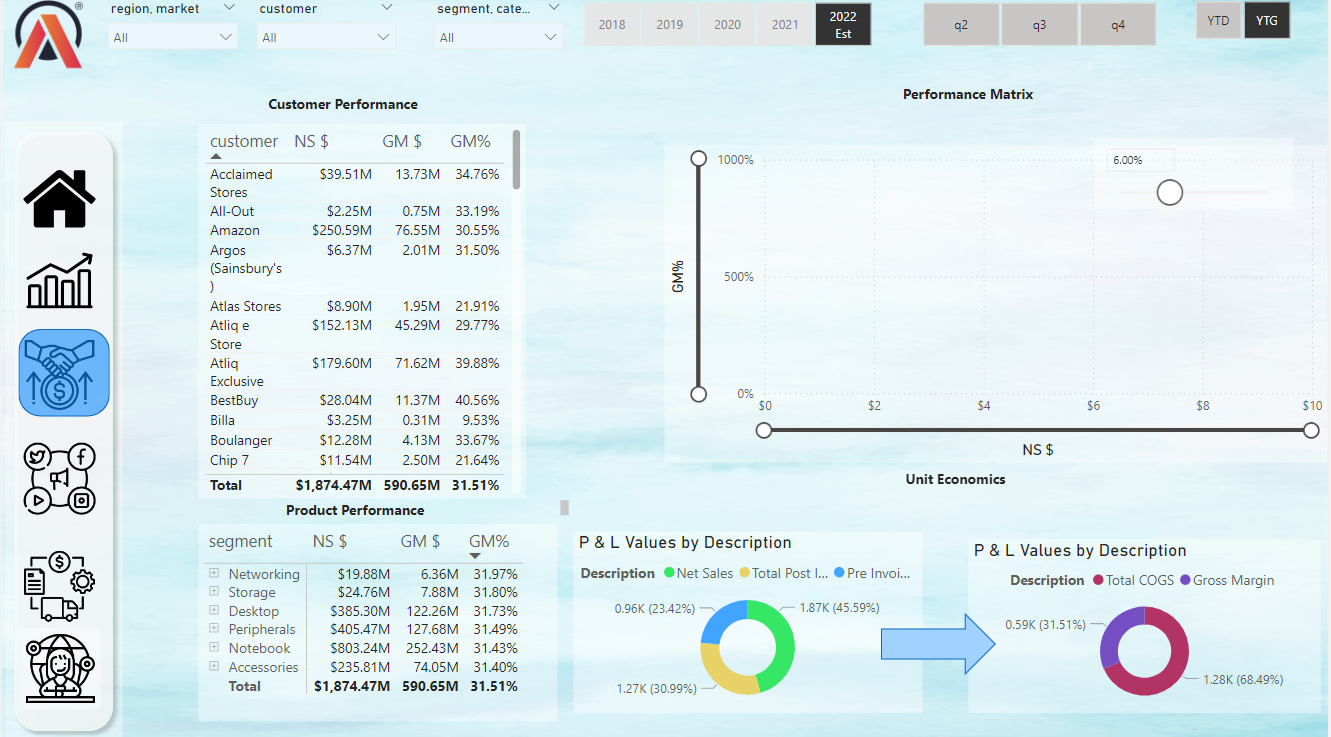 region, market
customer
segment, cate...
All
All
All
2018
2019
2020
2021
2022
Est
q2
q3
q4
YTD
YTG
®
Customer Performance
customer NS $ GM $ GM%
Acclaimed
Stores $39.51M 13.73M 34.76%
All-Out $2.25M 0.75M 33.19%
Amazon $250.59M 76.55M 30.55%
Argos
(Sainsbury's
) $6.37M 2.01M 31.50%
Atlas Stores $8.90M 1.95M 21.91%
Atliq e
Store $152.13M 45.29M 29.77%
Atliq
Exclusive $179.60M 71.62M 39.88%
BestBuy $28.04M 11.37M 40.56%
Billa $3.25M 0.31M 9.53%
Boulanger $12.28M 4.13M 33.67%
Chip 7 $11.54M 2.50M 21.64%
Total $1,874.47M 590.65M 31.51%
Performance Matrix
6.00%
GM%
1000%
500%
0%
$0 $2 $4 $6 $8 $10
NS $
Product Performance
segment NS $ GM $ GM%
Networking $19.88M 6.36M 31.97%
Storage $24.76M 7.88M 31.80%
Desktop $385.30M 122.26M 31.73%
Peripherals $405.47M 127.68M 31.49%
Notebook $803.24M 252.43M 31.43%
Accessories $235.81M 74.05M 31.40%
Total $1,874.47M 590.65M 31.51%
Unit Economics
P & L Values by Description
Description Net Sales Total Post I... Pre Invoi...
0.96K (23.42%)
1.87K (45.59%)
1.27K (30.99%)
P & L Values by Description
Description Total COGS Gross Margin
0.59K (31.51%)
1.28K (68.49%)